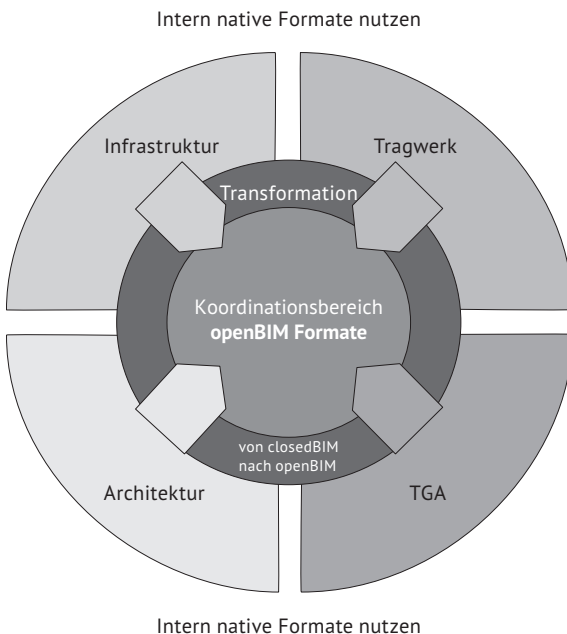 Intern native Formate nutzen
Infrastruktur
Tragwerk
Transformation
Koordinationsbereich
openBIM Formate
von closedBIM
nach openBIM
Architektur
TGA
Intern native Formate nutzen